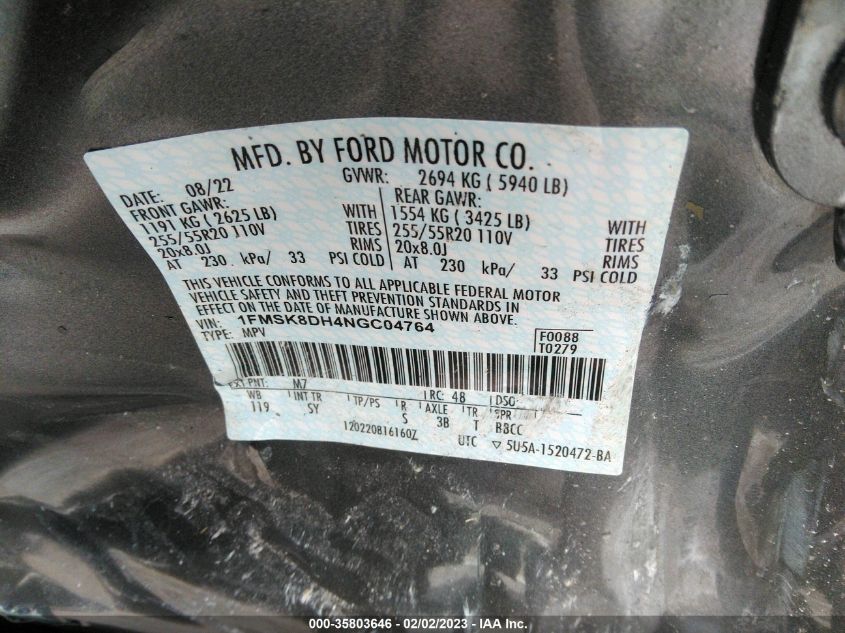 MFD. BY FORD MOTOR CO.
DATE: 08/22 GVWR: 2694 KG ( 5940 LB)
FRONT GAWR: REAR GAWR:
1191 KG ( 2625 LB) WITH 1554 KG ( 3425 LB) WITH
255/55R20 110V TIRES 255/55R20 110V TIRES
20x8.0J RIMS 20x8.0J RIMS
AT 230 kPa/ 33 PSI COLD AT 230 kPa/ 33 PSI COLD
THIS VEHICLE CONFORMS TO ALL APPLICABLE FEDERAL MOTOR
VEHICLE SAFETY AND THEFT PREVENTION STANDARDS IN
EFFECT ON THE DATE OF MANUFACTURE SHOWN ABOVE.
VIN: 1FMSK8DH4NGC04764 F0088
TYPE: MPV T0279
EXT PNT: M7 RC: 48 DSO:
WB INT TR TP/PS R AXLE TR SPR
119 SY S 3B T B8CC
12022081616​0Z UTC ▽ 5U5A-1520472-BA
000-35803646 / 02/02/2023 - IAA Inc.